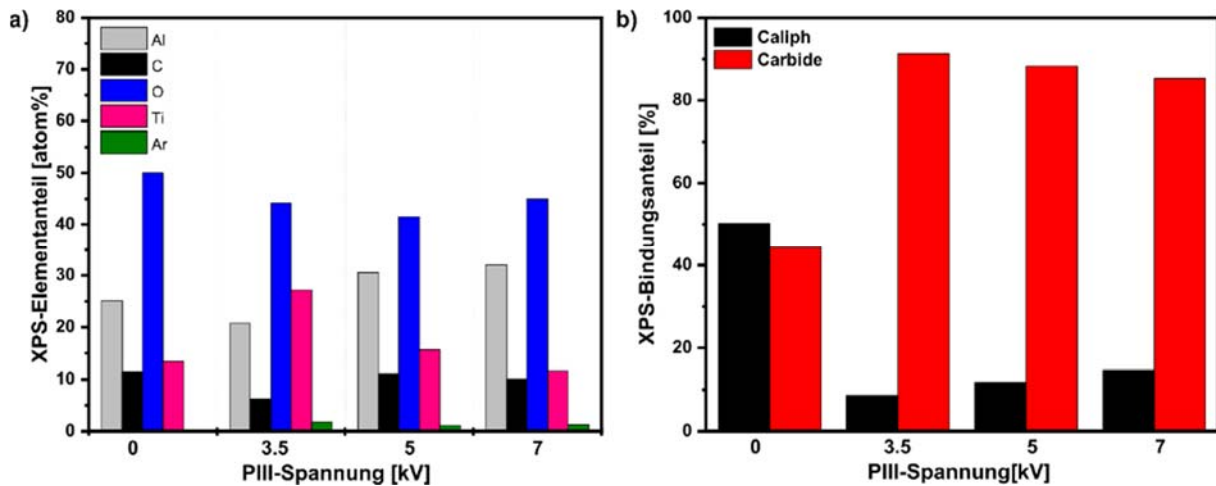 a)
XPS-Elementanteil [atom%]
80
70
60
50
40
30
20
10
0
Al
C
O
Ti
Ar
0 3.5 5 7
PIII-Spannung [kV]
b)
XPS-Bindungsanteil [%]
100
80
60
40
20
0
Caliph
Carbide
0 3.5 5 7
PIII-Spannung[kV]